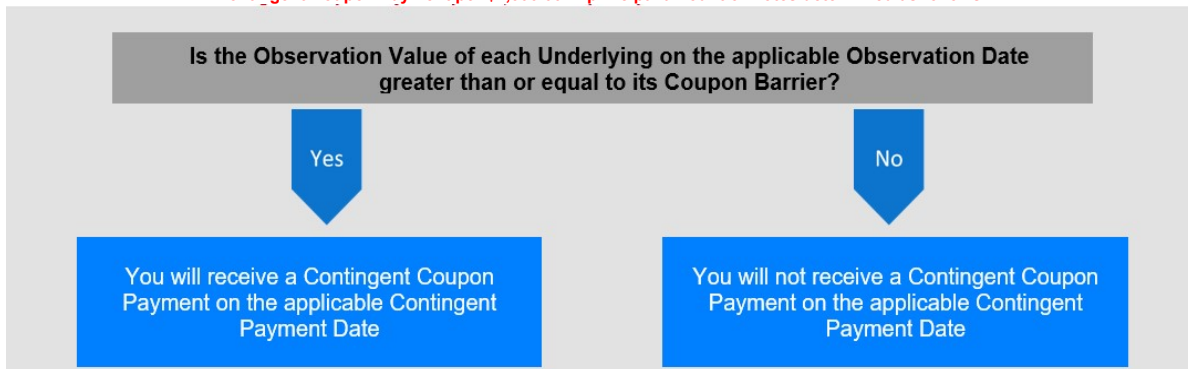 Is the Observation Value of each Underlying on the applicable Observation Date
greater than or equal to its Coupon Barrier?
Yes
No
You will receive a Contingent Coupon
Payment on the applicable Contingent
Payment Date
You will not receive a Contingent Coupon
Payment on the applicable Contingent
Payment Date